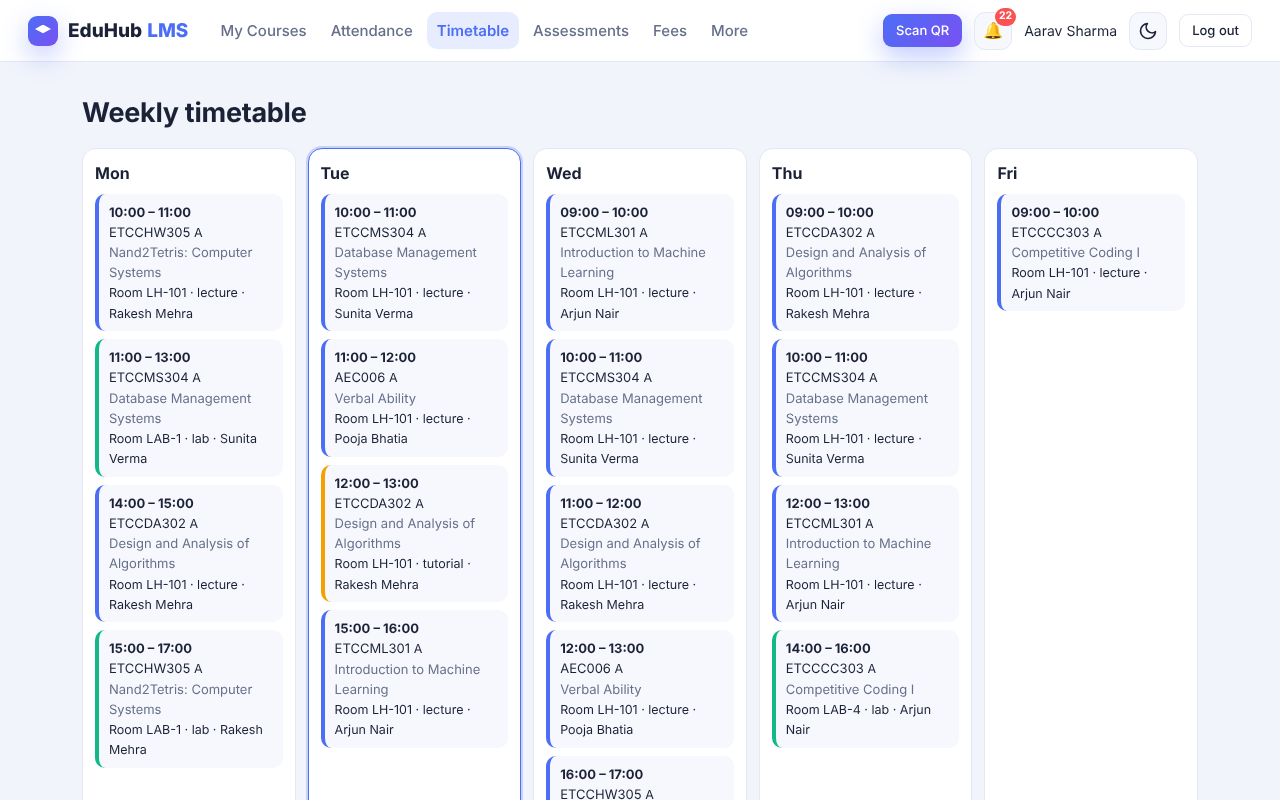 EduHub LMS
My Courses
Attendance
Timetable
Assessments
Fees
More
Scan QR
22
Aarav Sharma
Log out
Weekly timetable
Mon
10:00 – 11:00
ETCCHW305 A
Nand2Tetris: Computer
Systems
Room LH-101 · lecture ·
Rakesh Mehra
11:00 – 13:00
ETCCMS304 A
Database Management
Systems
Room LAB-1 · lab · Sunita
Verma
14:00 – 15:00
ETCCDA302 A
Design and Analysis of
Algorithms
Room LH-101 · lecture ·
Rakesh Mehra
15:00 – 17:00
ETCCHW305 A
Nand2Tetris: Computer
Systems
Room LAB-1 · lab · Rakesh
Mehra
Tue
10:00 – 11:00
ETCCMS304 A
Database Management
Systems
Room LH-101 · lecture ·
Sunita Verma
11:00 – 12:00
AEC006 A
Verbal Ability
Room LH-101 · lecture ·
Pooja Bhatia
12:00 – 13:00
ETCCDA302 A
Design and Analysis of
Algorithms
Room LH-101 · tutorial ·
Rakesh Mehra
15:00 – 16:00
ETCCML301 A
Introduction to Machine
Learning
Room LH-101 · lecture ·
Arjun Nair
Wed
09:00 – 10:00
ETCCML301 A
Introduction to Machine
Learning
Room LH-101 · lecture ·
Arjun Nair
10:00 – 11:00
ETCCMS304 A
Database Management
Systems
Room LH-101 · lecture ·
Sunita Verma
11:00 – 12:00
ETCCDA302 A
Design and Analysis of
Algorithms
Room LH-101 · lecture ·
Rakesh Mehra
12:00 – 13:00
AEC006 A
Verbal Ability
Room LH-101 · lecture ·
Pooja Bhatia
16:00 – 17:00
ETCCHW305 A
Thu
09:00 – 10:00
ETCCDA302 A
Design and Analysis of
Algorithms
Room LH-101 · lecture ·
Rakesh Mehra
10:00 – 11:00
ETCCMS304 A
Database Management
Systems
Room LH-101 · lecture ·
Sunita Verma
12:00 – 13:00
ETCCML301 A
Introduction to Machine
Learning
Room LH-101 · lecture ·
Arjun Nair
14:00 – 16:00
ETCCCC303 A
Competitive Coding I
Room LAB-4 · lab · Arjun
Nair
Fri
09:00 – 10:00
ETCCCC303 A
Competitive Coding I
Room LH-101 · lecture ·
Arjun Nair